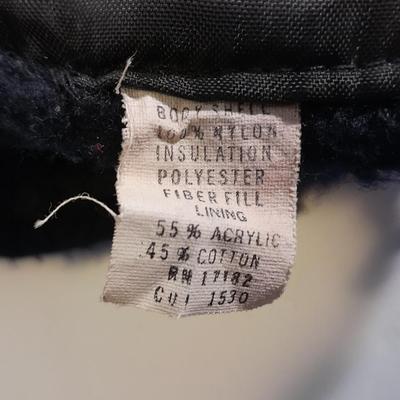 BODY SHELL
100% NYLON
INSULATION
POLYESTER
FIBER FILL
LINING
55% ACRYLIC
45% COTTON
RN 17182
CUT 1530